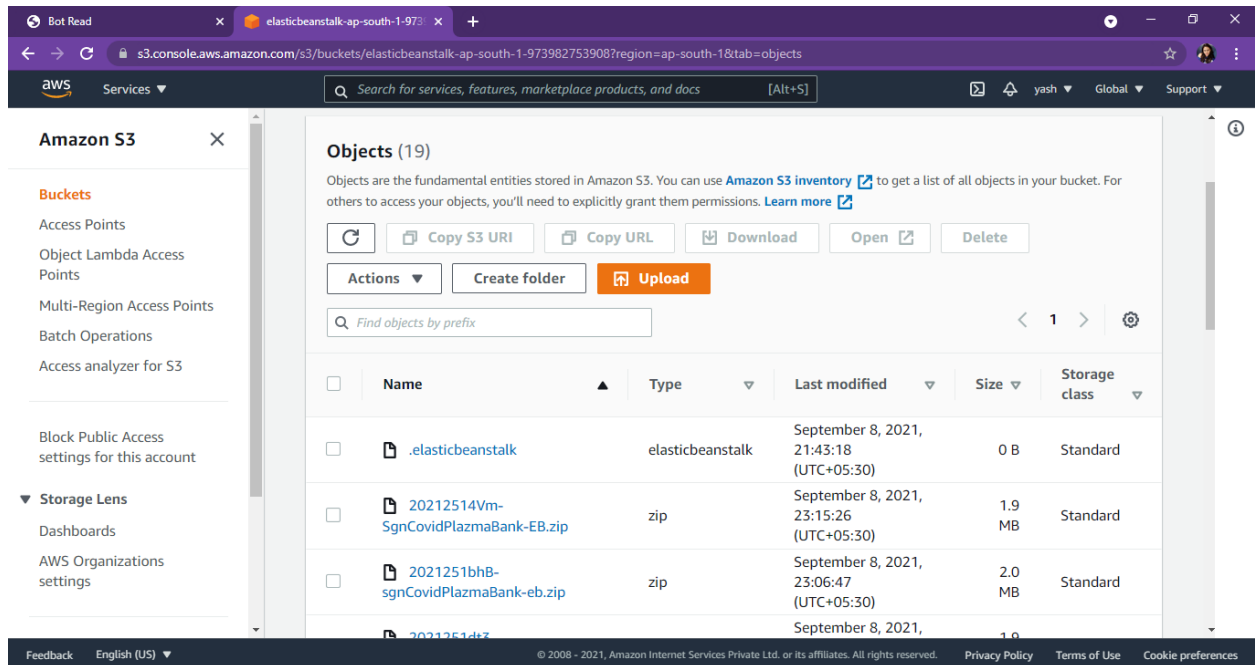 Bot Read
elasticbeanstalk-ap-south-1-973
s3.console.aws.amazon.com/s3/buckets/elasticbeanstalk-ap-south-1-973982753908?region=ap-south-1&tab=objects
aws Services ▼ Search for services, features, marketplace products, and docs [Alt+S] yash ▼ Global ▼ Support ▼
Amazon S3
Buckets
Access Points
Object Lambda Access
Points
Multi-Region Access Points
Batch Operations
Access analyzer for S3
Block Public Access
settings for this account
▼ Storage Lens
Dashboards
AWS Organizations
settings
Objects (19)
Objects are the fundamental entities stored in Amazon S3. You can use Amazon S3 inventory to get a list of all objects in your bucket. For
others to access your objects, you'll need to explicitly grant them permissions. Learn more
Copy S3 URI Copy URL Download Open Delete
Actions ▼ Create folder Upload
Find objects by prefix
1
Name Type Last modified Size Storage
class
.elasticbeanstalk elasticbeanstalk September 8, 2021,
21:43:18
(UTC+05:30) 0 B Standard
20212514Vm-
SgnCovidPlazmaBank-EB.zip zip September 8, 2021,
23:15:26
(UTC+05:30) 1.9
MB Standard
2021251bhB-
sgnCovidPlazmaBank-eb.zip zip September 8, 2021,
23:06:47
(UTC+05:30) 2.0
MB Standard
2021251dt3 September 8, 2021,
1.9
Feedback English (US) ▼ © 2008 - 2021, Amazon Internet Services Private Ltd. or its affiliates. All rights reserved. Privacy Policy Terms of Use Cookie preferences